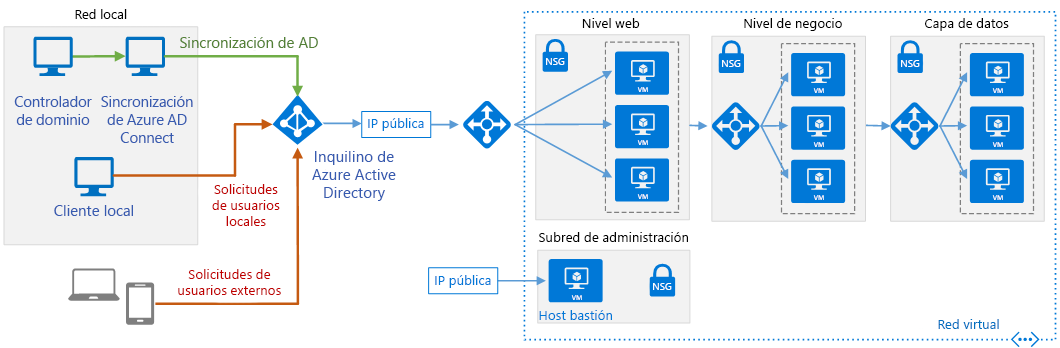 Red local
Controlador
de dominio
Sincronización
de Azure AD
Connect
Cliente local
Sincronización de AD
Inquilino de
Azure Active
Directory
Solicitudes
de usuarios
locales
Solicitudes de
usuarios externos
IP pública
Nivel web
NSG
VM
VM
VM
Nivel de negocio
NSG
VM
VM
VM
Capa de datos
NSG
VM
VM
VM
Subred de administración
IP pública
VM
NSG
Host bastión
Red virtual